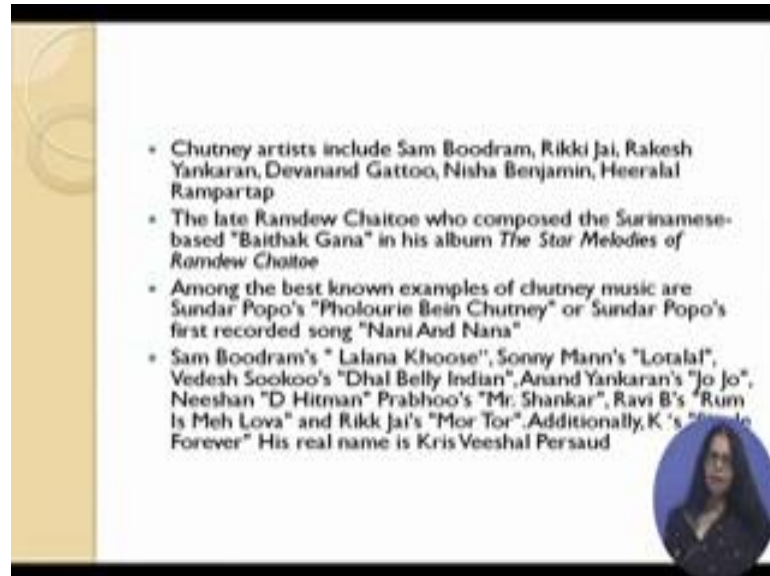 • Chutney artists include Sam Boodram, Rikki Jai, Rakesh
Yankaran, Devanand Gattoo, Nisha Benjamin, Heeralal
Rampartap
• The late Ramdew Chaitoe who composed the Surinamese-
based "Baithak Gana" in his album The Star Melodies of
Ramdew Chaitoe
• Among the best known examples of chutney music are
Sundar Popo's "Pholourie Bein Chutney" or Sundar Popo's
first recorded song "Nani And Nana"
• Sam Boodram's " Lalana Khoose", Sonny Mann's "Lotalal",
Vedesh Sookoo's "Dhal Belly Indian", Anand Yankaran's "Jo Jo",
Neeshan "D Hitman" Prabhoo's "Mr. Shankar", Ravi B's "Rum
Is Meh Lova" and Rikk Jai's "Mor Tor". Additionally, K 's
Forever" His real name is Kris Veeshal Persaud